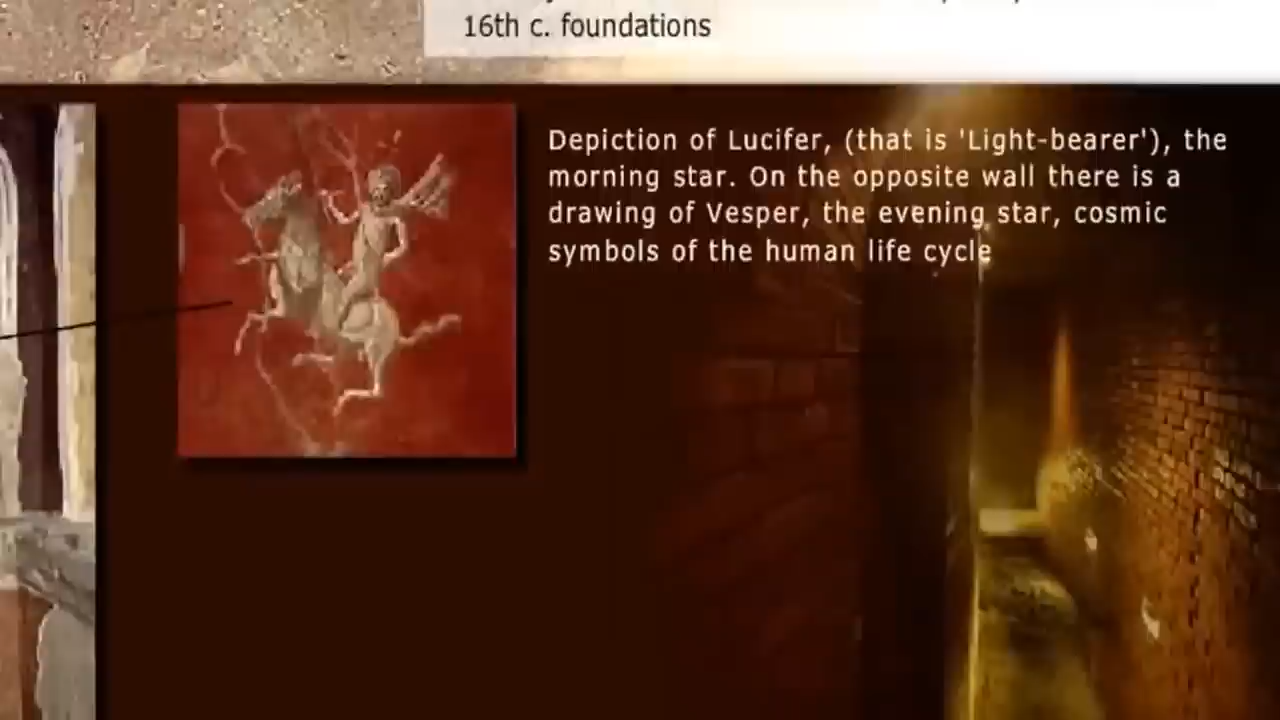 16th c. foundations
Depiction of Lucifer, (that is 'Light-bearer'), the
morning star. On the opposite wall there is a
drawing of Vesper, the evening star, cosmic
symbols of the human life cycle